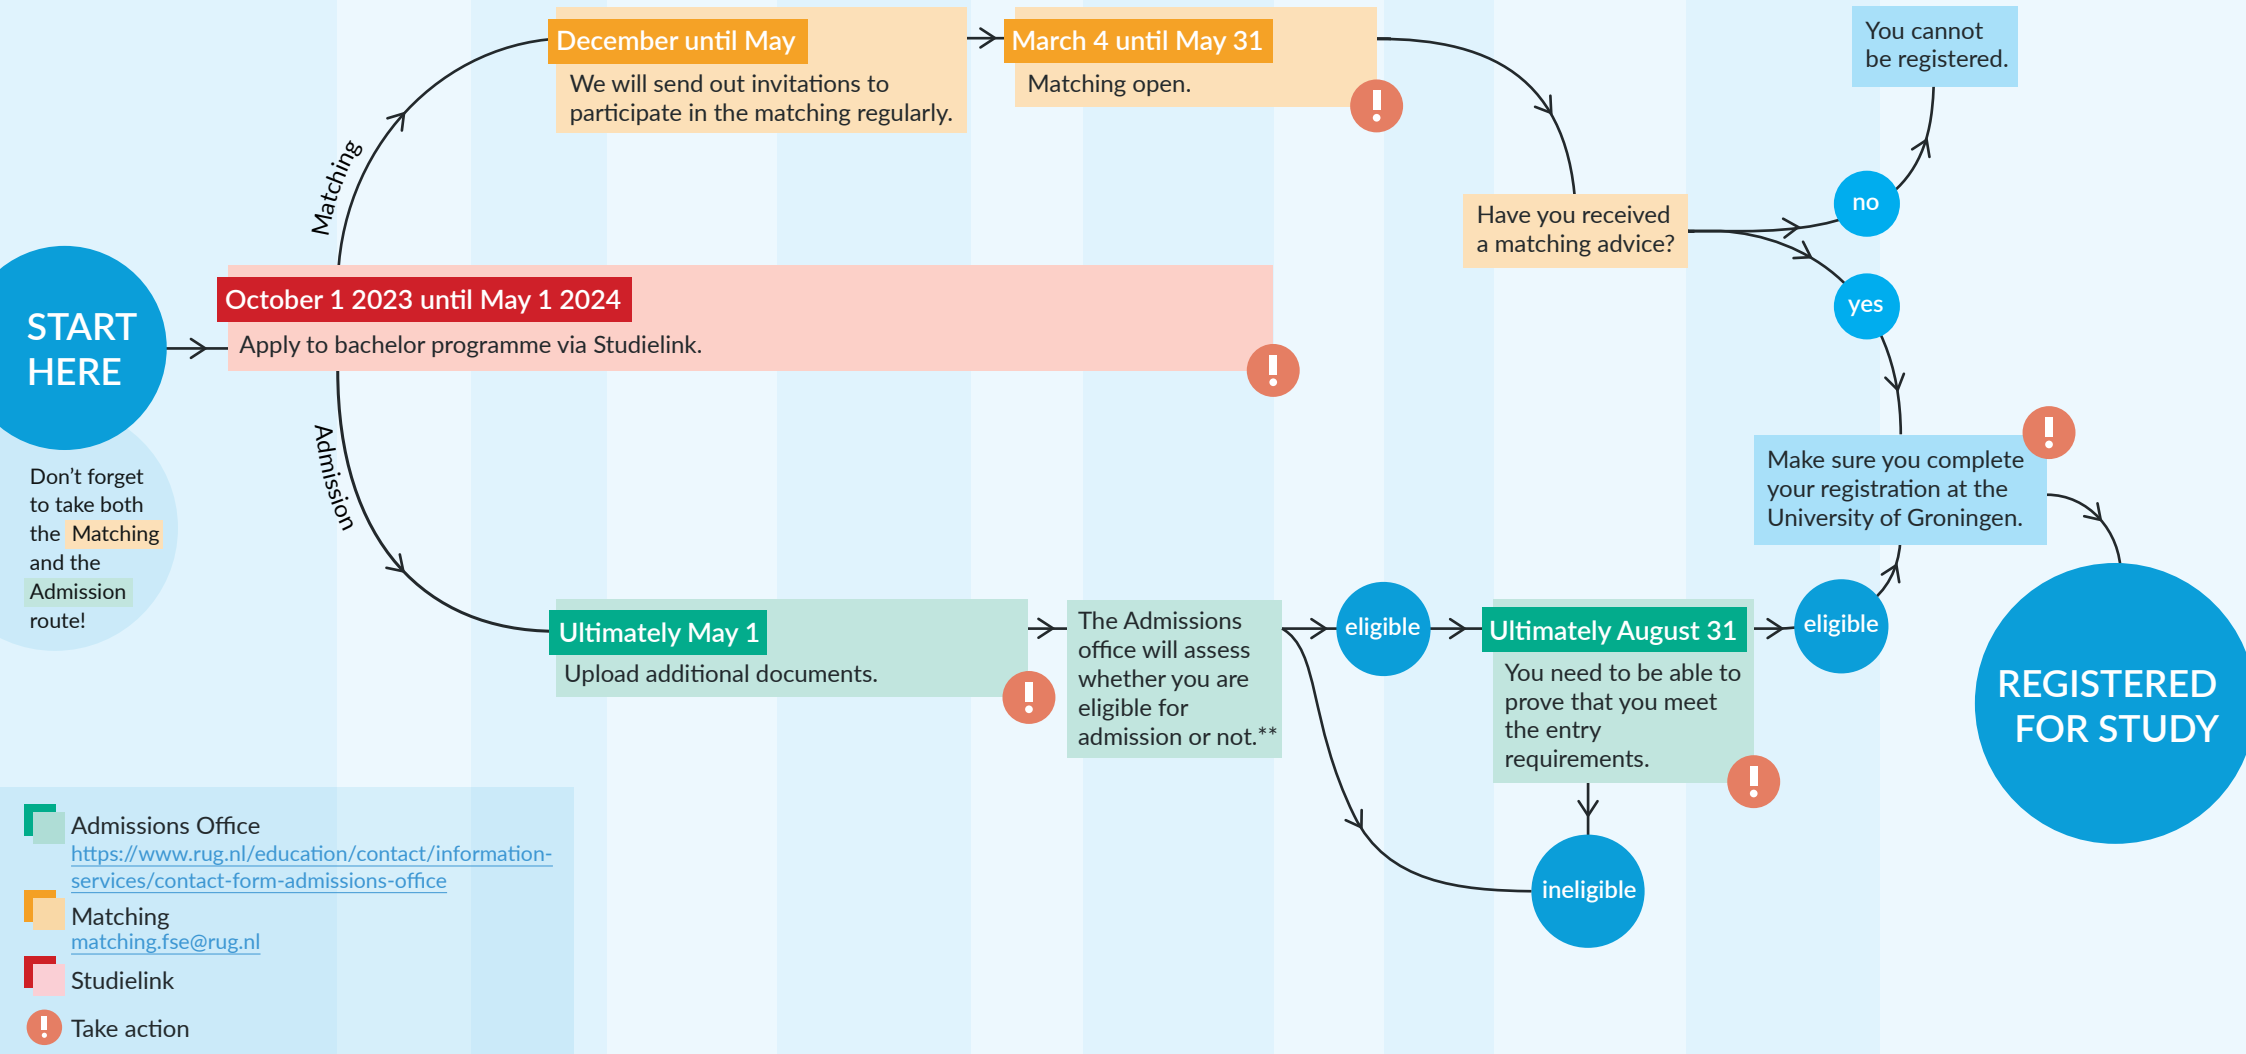 START
HERE
Don't forget
to take both
the Matching
and the
Admission
route!
Matching
Admission
October 1 2023 until May 1 2024
Apply to bachelor programme via Studielink.
December until May
We will send out invitations to
participate in the matching regularly.
March 4 until May 31
Matching open.
Have you received
a matching advice?
no
You cannot
be registered.
yes
Ultimately May 1
Upload additional documents.
The Admissions
office will assess
whether you are
eligible for
admission or not.**
eligible
Ultimately August 31
You need to be able to
prove that you meet
the entry
requirements.
eligible
ineligible
Make sure you complete
your registration at the
University of Groningen.
REGISTERED
FOR STUDY
Admissions Office
https://www.rug.nl/education/contact/information-
services/contact-form-admissions-office
Matching
matching.fse@rug.nl
Studielink
Take action